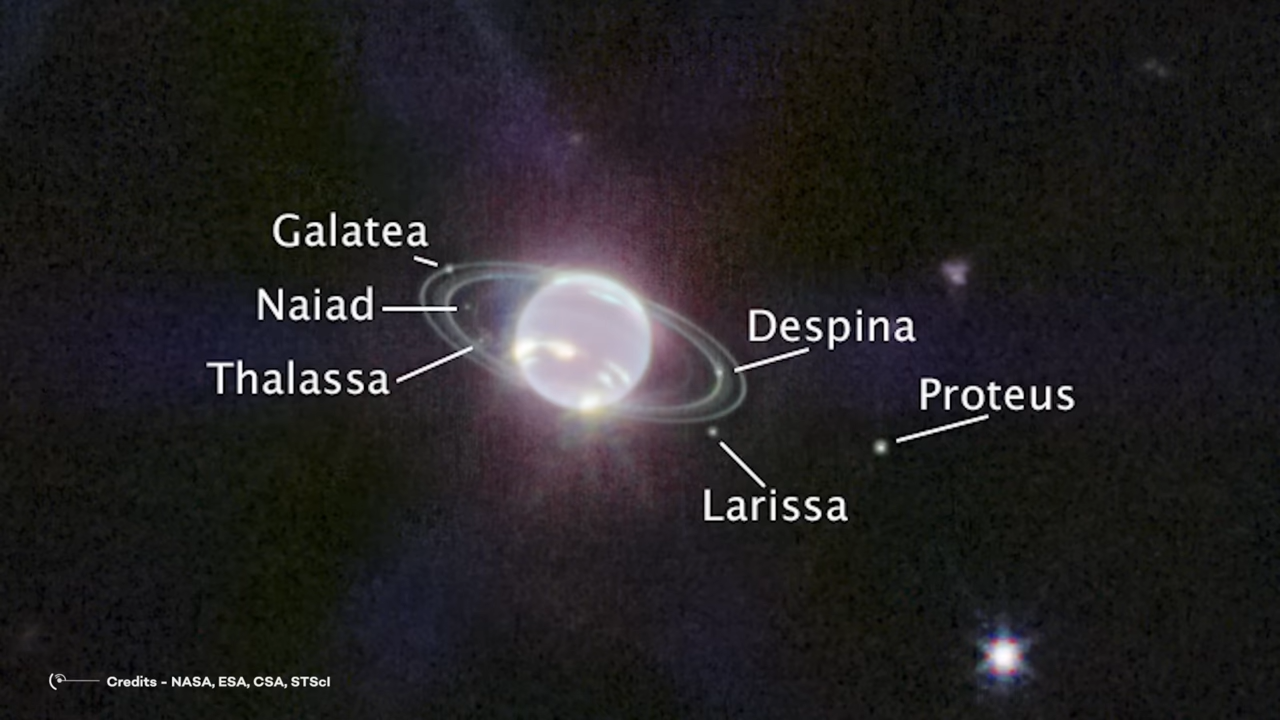 Galatea
Naiad
Thalassa
Despina
Proteus
Larissa
Credits - NASA, ESA, CSA, STScI